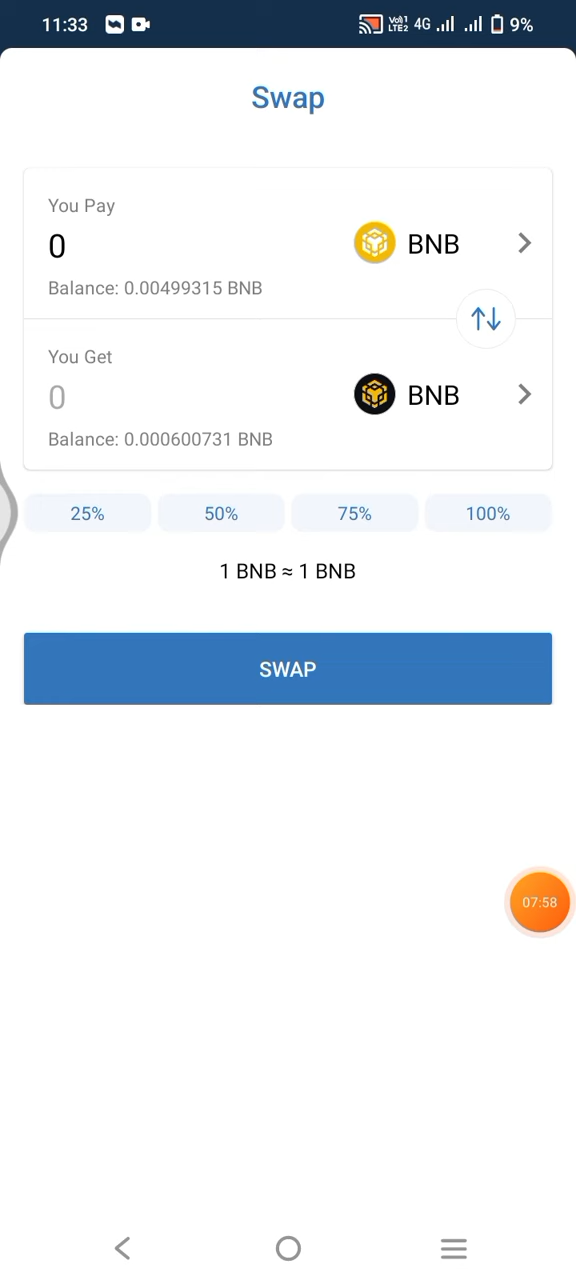 11:33 Vol1 LTE2 4G 9%
Swap
You Pay
0 BNB
Balance: 0.00499315 BNB
You Get
0 BNB
Balance: 0.000600731 BNB
25% 50% 75% 100%
1 BNB ≈ 1 BNB
SWAP
07:58